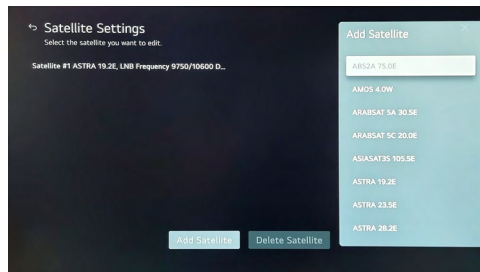 Satellite Settings
Select the satellite you want to edit.
Satellite #1 ASTRA 19.2E, LNB Frequency 9750/10600 D...
Add Satellite
Delete Satellite
Add Satellite
ABS2A 75.0E
AMOS 4.0W
ARABSAT 5A 30.5E
ARABSAT 5C 20.0E
ASIASAT3S 105.5E
ASTRA 19.2E
ASTRA 23.5E
ASTRA 28.2E